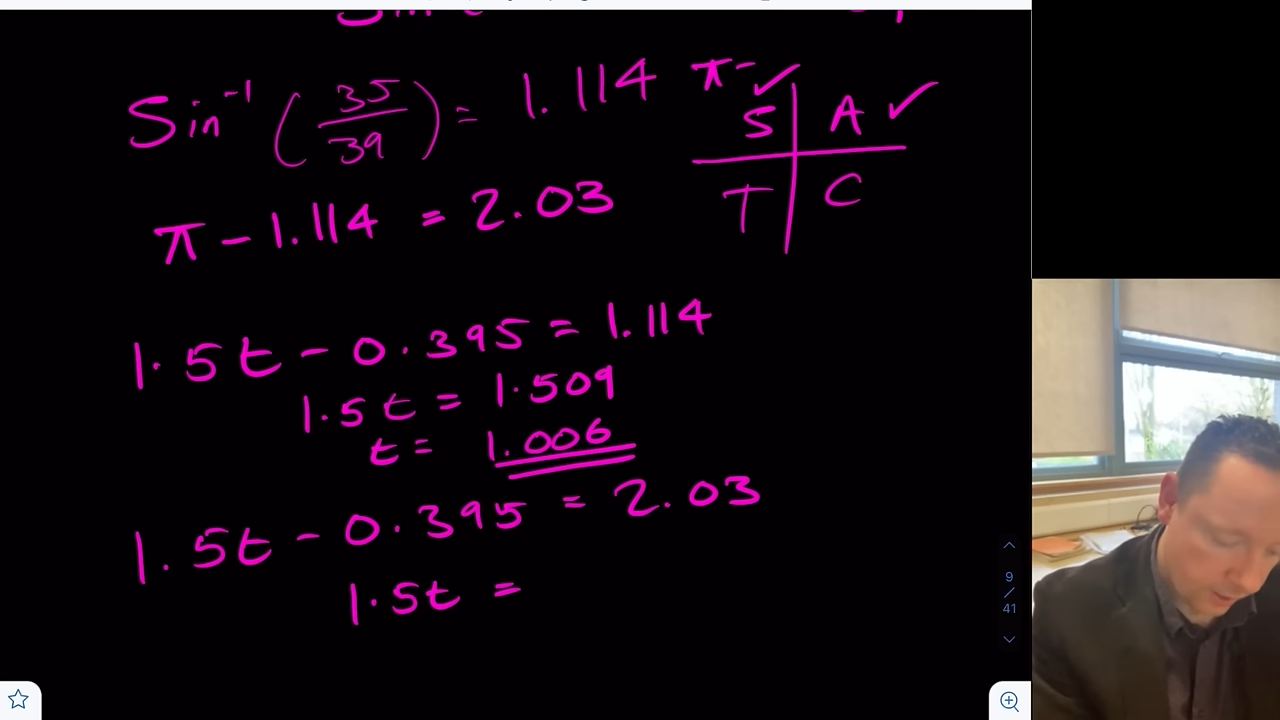 Sin⁻¹(35/39) = 1.114
π-✓ S A ✓
T C
π - 1.114 = 2.03
1.5t - 0.395 = 1.114
1.5t = 1.509
t = 1.006
1.5t - 0.395 = 2.03
1.5t =
9
/
41